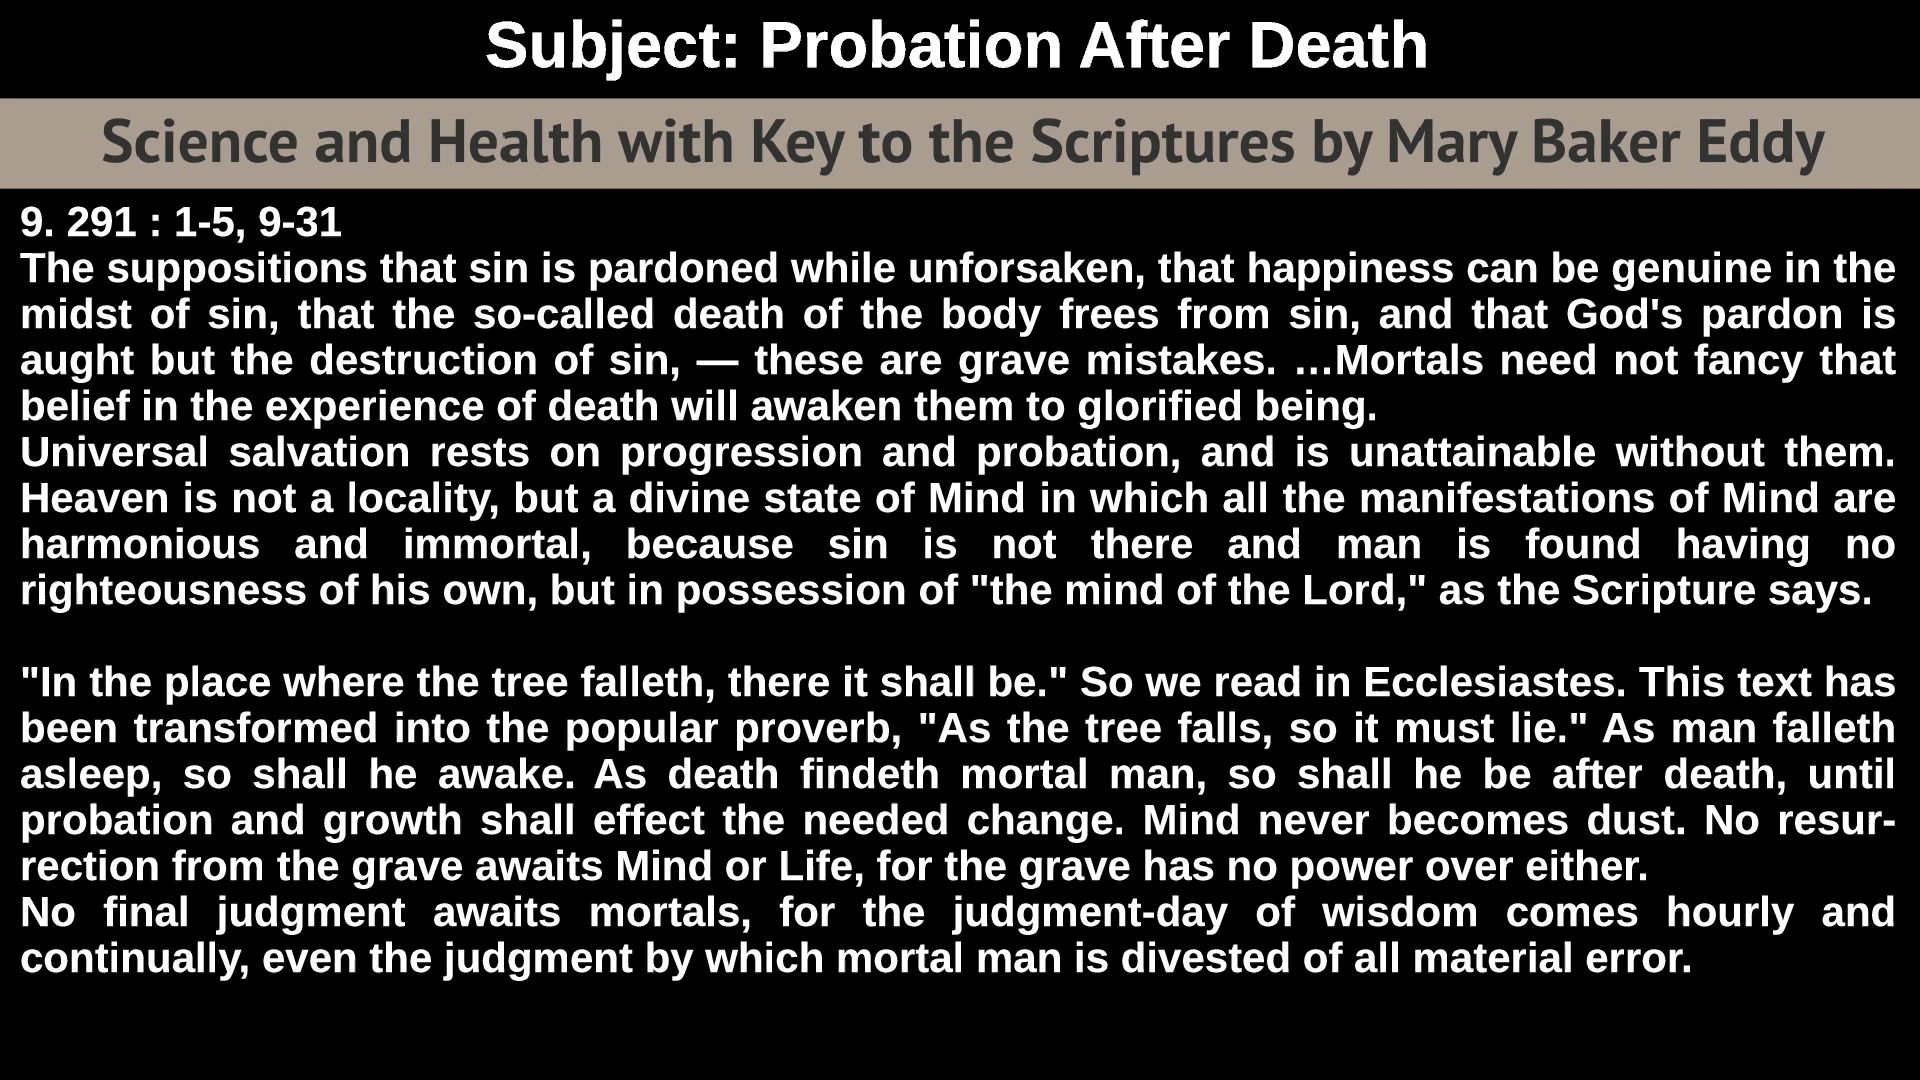 Subject: Probation After Death
Science and Health with Key to the Scriptures by Mary Baker Eddy
9. 291 : 1-5, 9-31
The suppositions that sin is pardoned while unforsaken, that happiness can be genuine in the
midst of sin, that the so-called death of the body frees from sin, and that God's pardon is
aught but the destruction of sin, — these are grave mistakes. …Mortals need not fancy that
belief in the experience of death will awaken them to glorified being.
Universal salvation rests on progression and probation, and is unattainable without them.
Heaven is not a locality, but a divine state of Mind in which all the manifestations of Mind are
harmonious and immortal, because sin is not there and man is found having no
righteousness of his own, but in possession of "the mind of the Lord," as the Scripture says.
"In the place where the tree falleth, there it shall be." So we read in Ecclesiastes. This text has
been transformed into the popular proverb, "As the tree falls, so it must lie." As man falleth
asleep, so shall he awake. As death findeth mortal man, so shall he be after death, until
probation and growth shall effect the needed change. Mind never becomes dust. No resur-
rection from the grave awaits Mind or Life, for the grave has no power over either.
No final judgment awaits mortals, for the judgment-day of wisdom comes hourly and
continually, even the judgment by which mortal man is divested of all material error.